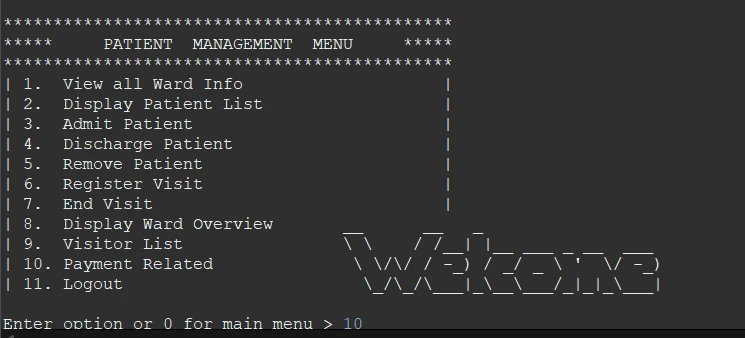 *********************************************
***** PATIENT MANAGEMENT MENU *****
*********************************************
| 1. View all Ward Info |
| 2. Display Patient List |
| 3. Admit Patient |
| 4. Discharge Patient |
| 5. Remove Patient |
| 6. Register Visit |
| 7. End Visit |
| 8. Display Ward Overview
| 9. Visitor List
| 10. Payment Related
| 11. Logout
Welcome
Enter option or 0 for main menu > 10